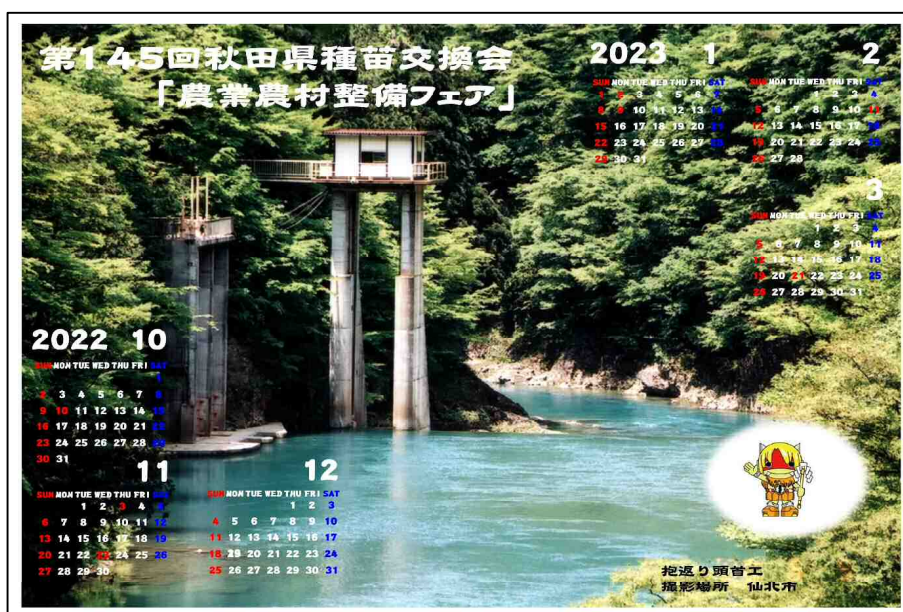 第145回秋田県種苗交換会
「農業農村整備フェア」
2023 1
SUN MON TUE WED THU FRI SAT
1 2 3 4 5 6 7
8 9 10 11 12 13 14
15 16 17 18 19 20 21
22 23 24 25 26 27 28
29 30 31
2
SUN MON TUE WED THU FRI SAT
1 2 3 4
5 6 7 8 9 10 11
12 13 14 15 16 17 18
19 20 21 22 23 24 25
26 27 28
3
SUN MON TUE WED THU FRI SAT
1 2 3 4
5 6 7 8 9 10 11
12 13 14 15 16 17 18
19 20 21 22 23 24 25
26 27 28 29 30 31
2022 10
SUN MON TUE WED THU FRI SAT
1
2 3 4 5 6 7 8
9 10 11 12 13 14 15
16 17 18 19 20 21 22
23 24 25 26 27 28 29
30 31
11
SUN MON TUE WED THU FRI SAT
1 2 3 4 5
6 7 8 9 10 11 12
13 14 15 16 17 18 19
20 21 22 23 24 25 26
27 28 29 30
12
SUN MON TUE WED THU FRI SAT
1 2 3
4 5 6 7 8 9 10
11 12 13 14 15 16 17
18 29 20 21 22 23 24
25 26 27 28 29 30 31
抱返り頭首工
撮影場所 仙北市